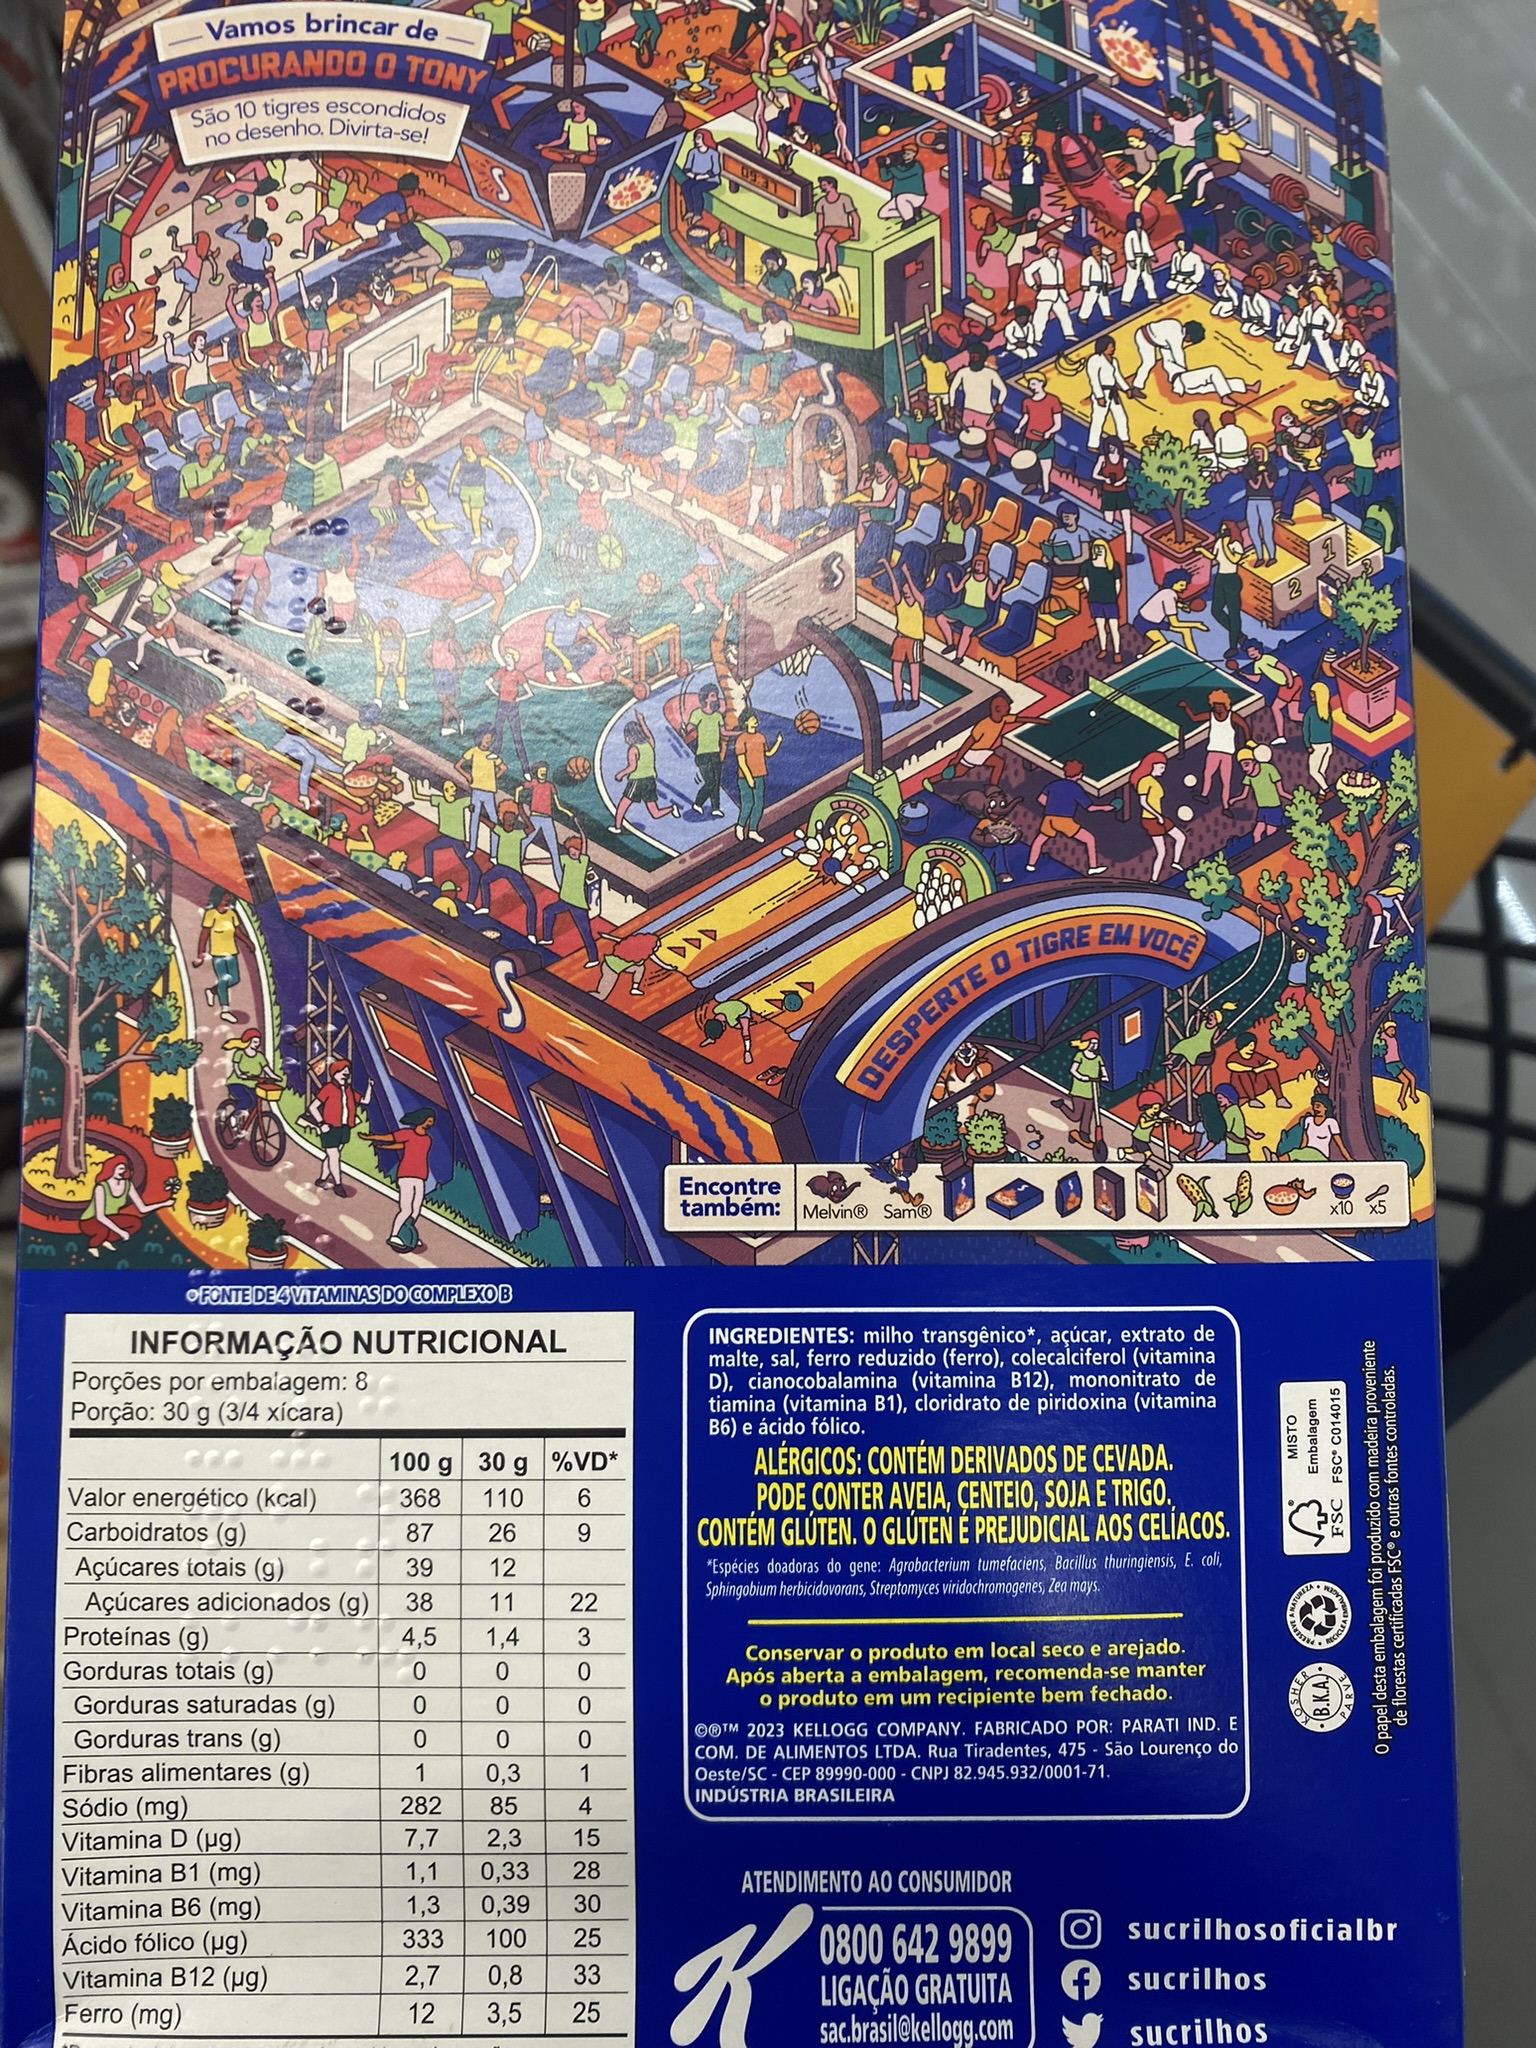 Vamos brincar de
PROCURANDO O TONY
São 10 tigres escondidos
no desenho. Divirta-se!
09:37
S
S
S
S
1
2
3
S
DESPERTE O TIGRE EM VOCÊ
Encontre
também:
Melvin® Sam® x10 x5
FONTE DE 4 VITAMINAS DO COMPLEXO B
INFORMAÇÃO NUTRICIONAL
Porções por embalagem: 8
Porção: 30 g (3/4 xícara)
100 g 30 g %VD*
Valor energético (kcal) 368 110 6
Carboidratos (g) 87 26 9
Açúcares totais (g) 39 12
Açúcares adicionados (g) 38 11 22
Proteínas (g) 4,5 1,4 3
Gorduras totais (g) 0 0 0
Gorduras saturadas (g) 0 0 0
Gorduras trans (g) 0 0 0
Fibras alimentares (g) 1 0,3 1
Sódio (mg) 282 85 4
Vitamina D (µg) 7,7 2,3 15
Vitamina B1 (mg) 1,1 0,33 28
Vitamina B6 (mg) 1,3 0,39 30
Ácido fólico (µg) 333 100 25
Vitamina B12 (µg) 2,7 0,8 33
Ferro (mg) 12 3,5 25
INGREDIENTES: milho transgênico*, açúcar, extrato de
malte, sal, ferro reduzido (ferro), colecalciferol (vitamina
D), cianocobalamina (vitamina B12), mononitrato de
tiamina (vitamina B1), cloridrato de piridoxina (vitamina
B6) e ácido fólico.
ALÉRGICOS: CONTÉM DERIVADOS DE CEVADA.
PODE CONTER AVEIA, CENTEIO, SOJA E TRIGO.
CONTÉM GLÚTEN. O GLÚTEN É PREJUDICIAL AOS CELÍACOS.
*Espécies doadoras do gene: Agrobacterium tumefaciens, Bacillus thuringiensis, E. coli,
Sphingobium herbicidovorans, Streptomyces viridochromogenes, Zea mays.
Conservar o produto em local seco e arejado.
Após aberta a embalagem, recomenda-se manter
o produto em um recipiente bem fechado.
©®™ 2023 KELLOGG COMPANY. FABRICADO POR: PARATI IND. E
COM. DE ALIMENTOS LTDA. Rua Tiradentes, 475 - São Lourenço do
Oeste/SC - CEP 89990-000 - CNPJ 82.945.932/0001-71.
INDÚSTRIA BRASILEIRA
MISTO
Embalagem
FSC® C014015
FSC
PRESERVE A NATUREZA • RECICLE A EMBALAGEM •
KOSHER
• B.K.A. •
PARVE
O papel desta embalagem foi produzido com madeira proveniente
de florestas certificadas FSC® e outras fontes controladas.
ATENDIMENTO AO CONSUMIDOR
K
0800 642 9899
LIGAÇÃO GRATUITA
sac.brasil@kellogg.com
sucrilhosoficialbr
sucrilhos
sucrilhos